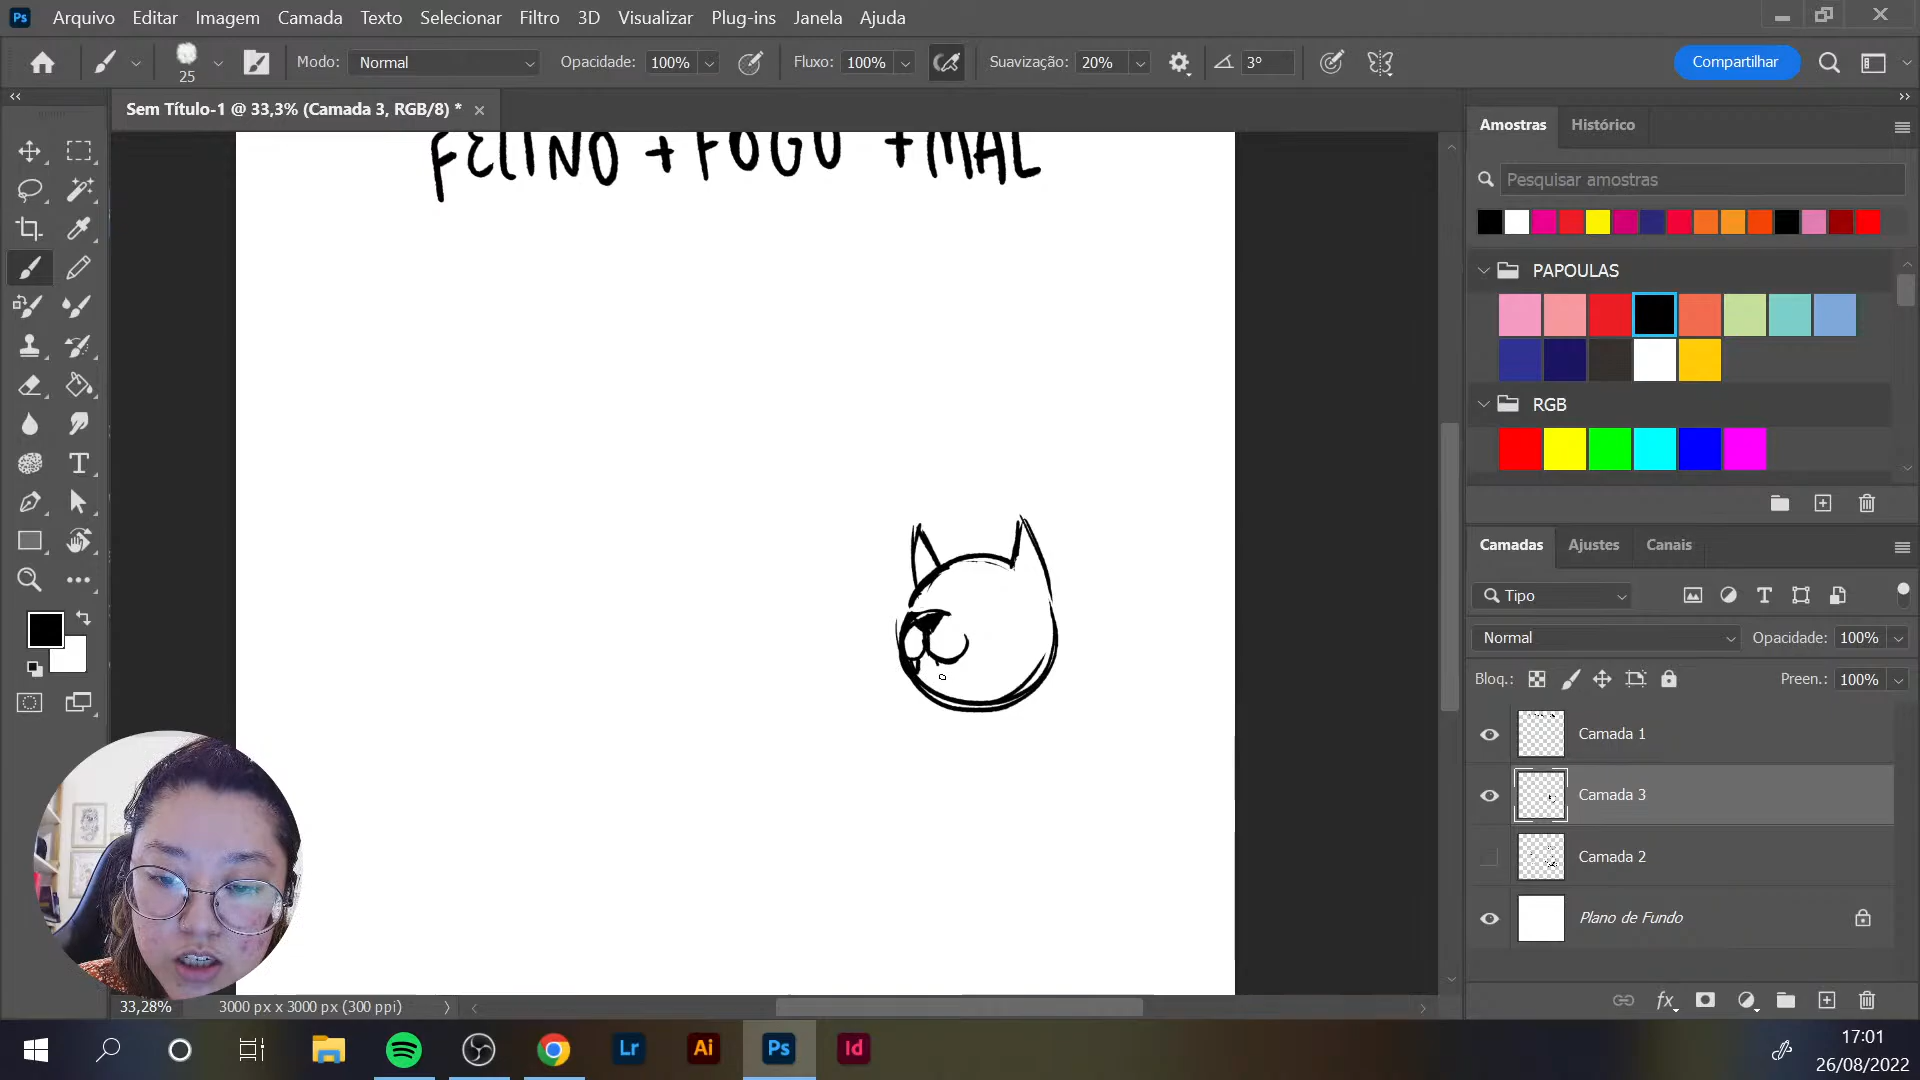 Ps Arquivo Editar Imagem Camada Texto Selecionar Filtro 3D Visualizar Plug-ins Janela Ajuda
25 Modo: Normal Opacidade: 100% Fluxo: 100% Suavização: 20% 3° Compartilhar
Sem Título-1 @ 33,3% (Camada 3, RGB/8) *
FELINO + FOGO + MAL
Amostras Histórico
Pesquisar amostras
PAPOULAS
RGB
Camadas Ajustes Canais
Tipo
Normal Opacidade: 100%
Bloq.: Preen.: 100%
Camada 1
Camada 3
Camada 2
Plano de Fundo
33,28% 3000 px x 3000 px (300 ppi)
Lr Ai Ps Id
17:01
26/08/2022